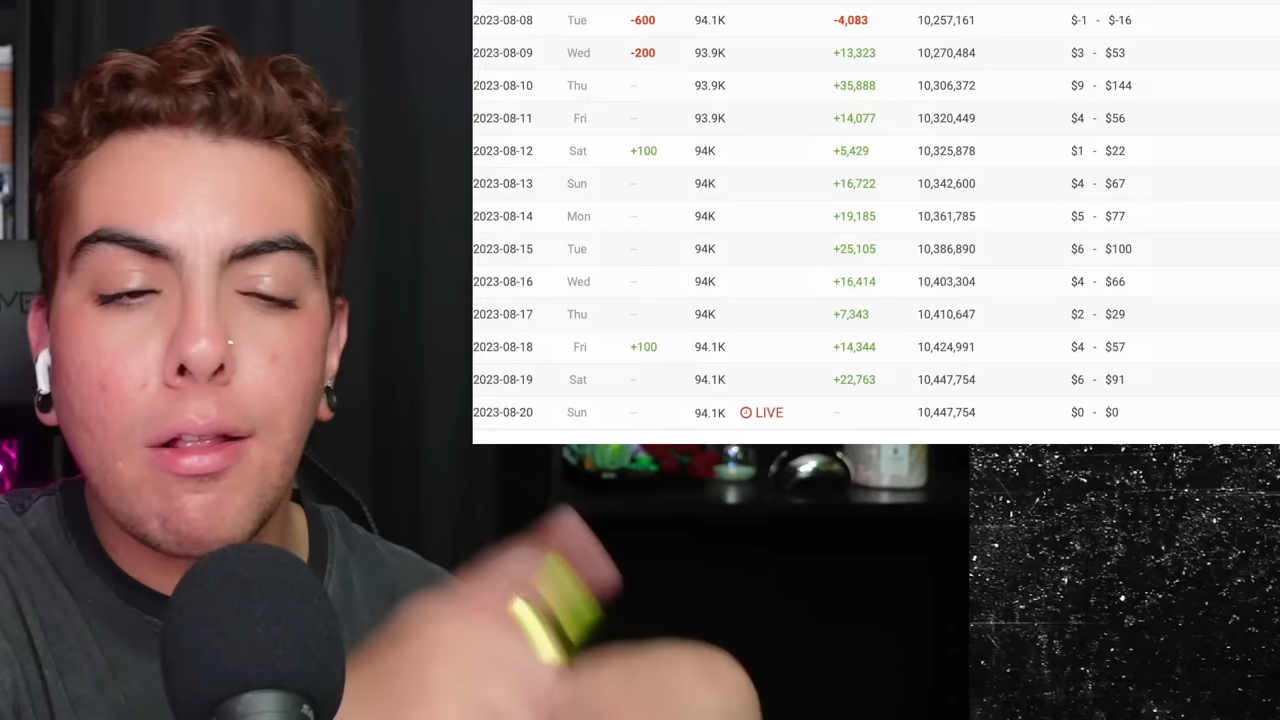 2023-08-08 Tue -600 94.1K -4,083 10,257,161 $-1 - $-16
2023-08-09 Wed -200 93.9K +13,323 10,270,484 $3 - $53
2023-08-10 Thu -- 93.9K +35,888 10,306,372 $9 - $144
2023-08-11 Fri -- 93.9K +14,077 10,320,449 $4 - $56
2023-08-12 Sat +100 94K +5,429 10,325,878 $1 - $22
2023-08-13 Sun -- 94K +16,722 10,342,600 $4 - $67
2023-08-14 Mon -- 94K +19,185 10,361,785 $5 - $77
2023-08-15 Tue -- 94K +25,105 10,386,890 $6 - $100
2023-08-16 Wed -- 94K +16,414 10,403,304 $4 - $66
2023-08-17 Thu -- 94K +7,343 10,410,647 $2 - $29
2023-08-18 Fri +100 94.1K +14,344 10,424,991 $4 - $57
2023-08-19 Sat -- 94.1K +22,763 10,447,754 $6 - $91
2023-08-20 Sun -- 94.1K LIVE -- 10,447,754 $0 - $0